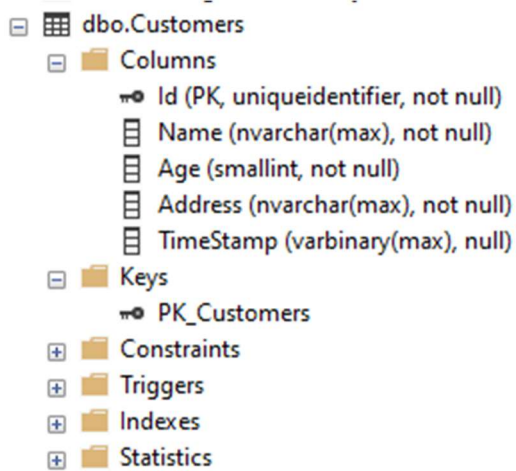 dbo.Customers
Columns
Id (PK, uniqueidentifier, not null)
Name (nvarchar(max), not null)
Age (smallint, not null)
Address (nvarchar(max), not null)
TimeStamp (varbinary(max), null)
Keys
PK_Customers
Constraints
Triggers
Indexes
Statistics